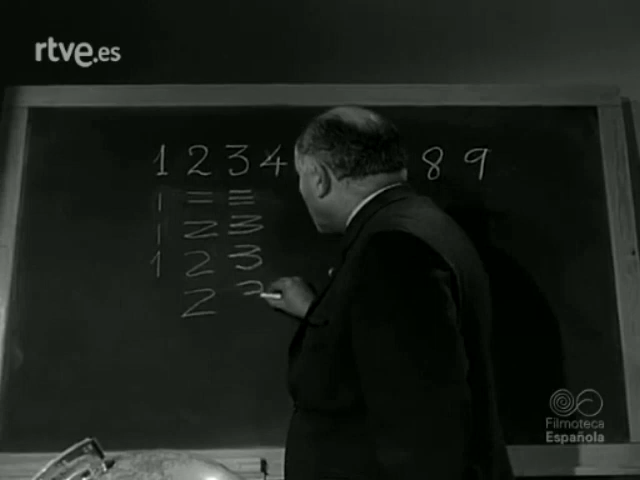 rtve.es
1 2 3 4 8 9
1 = ≡
1 2 3
1 2 3
2
Filmoteca
Española